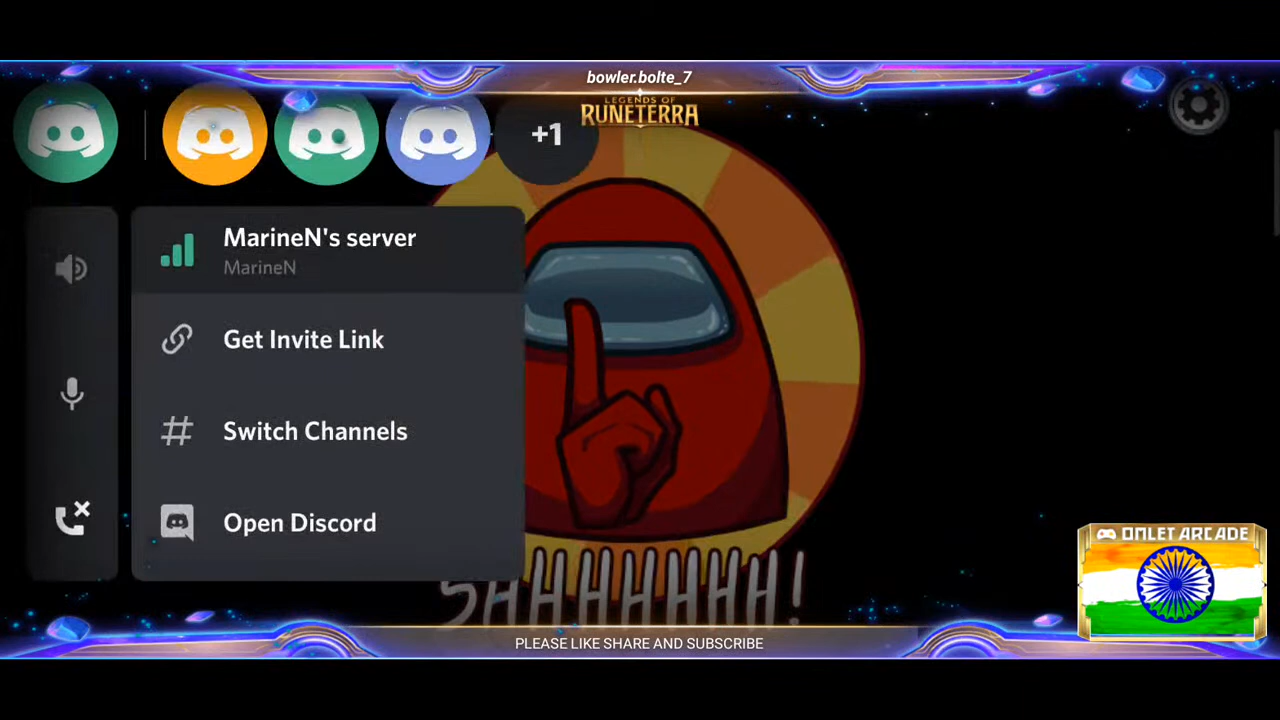 bowler.bolte_7
LEGENDS OF
RUNETERRA
+1
MarineN's server
MarineN
Get Invite Link
Switch Channels
Open Discord
SHHHHHHH!
OMLET ARCADE
PLEASE LIKE SHARE AND SUBSCRIBE